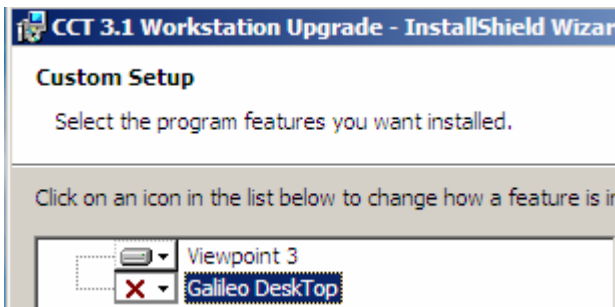 CCT 3.1 Workstation Upgrade - InstallShield Wizar
Custom Setup
Select the program features you want installed.
Click on an icon in the list below to change how a feature is i
Viewpoint 3
Galileo DeskTop